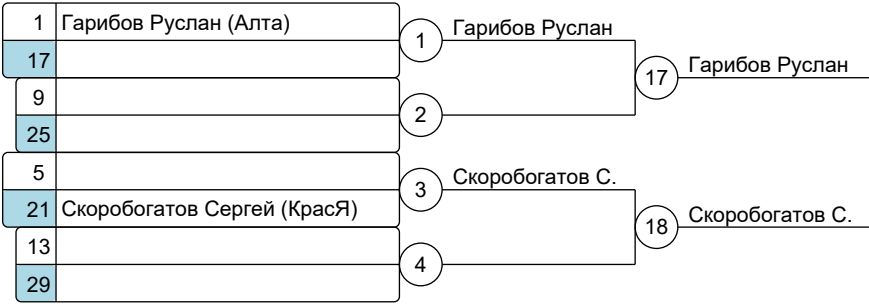 1 Гарибов Руслан (Алта)
17
1 Гарибов Руслан
17 Гарибов Руслан
9
25
2
5
21 Скоробогатов Сергей (КрасЯ)
3 Скоробогатов С.
18 Скоробогатов С.
13
29
4